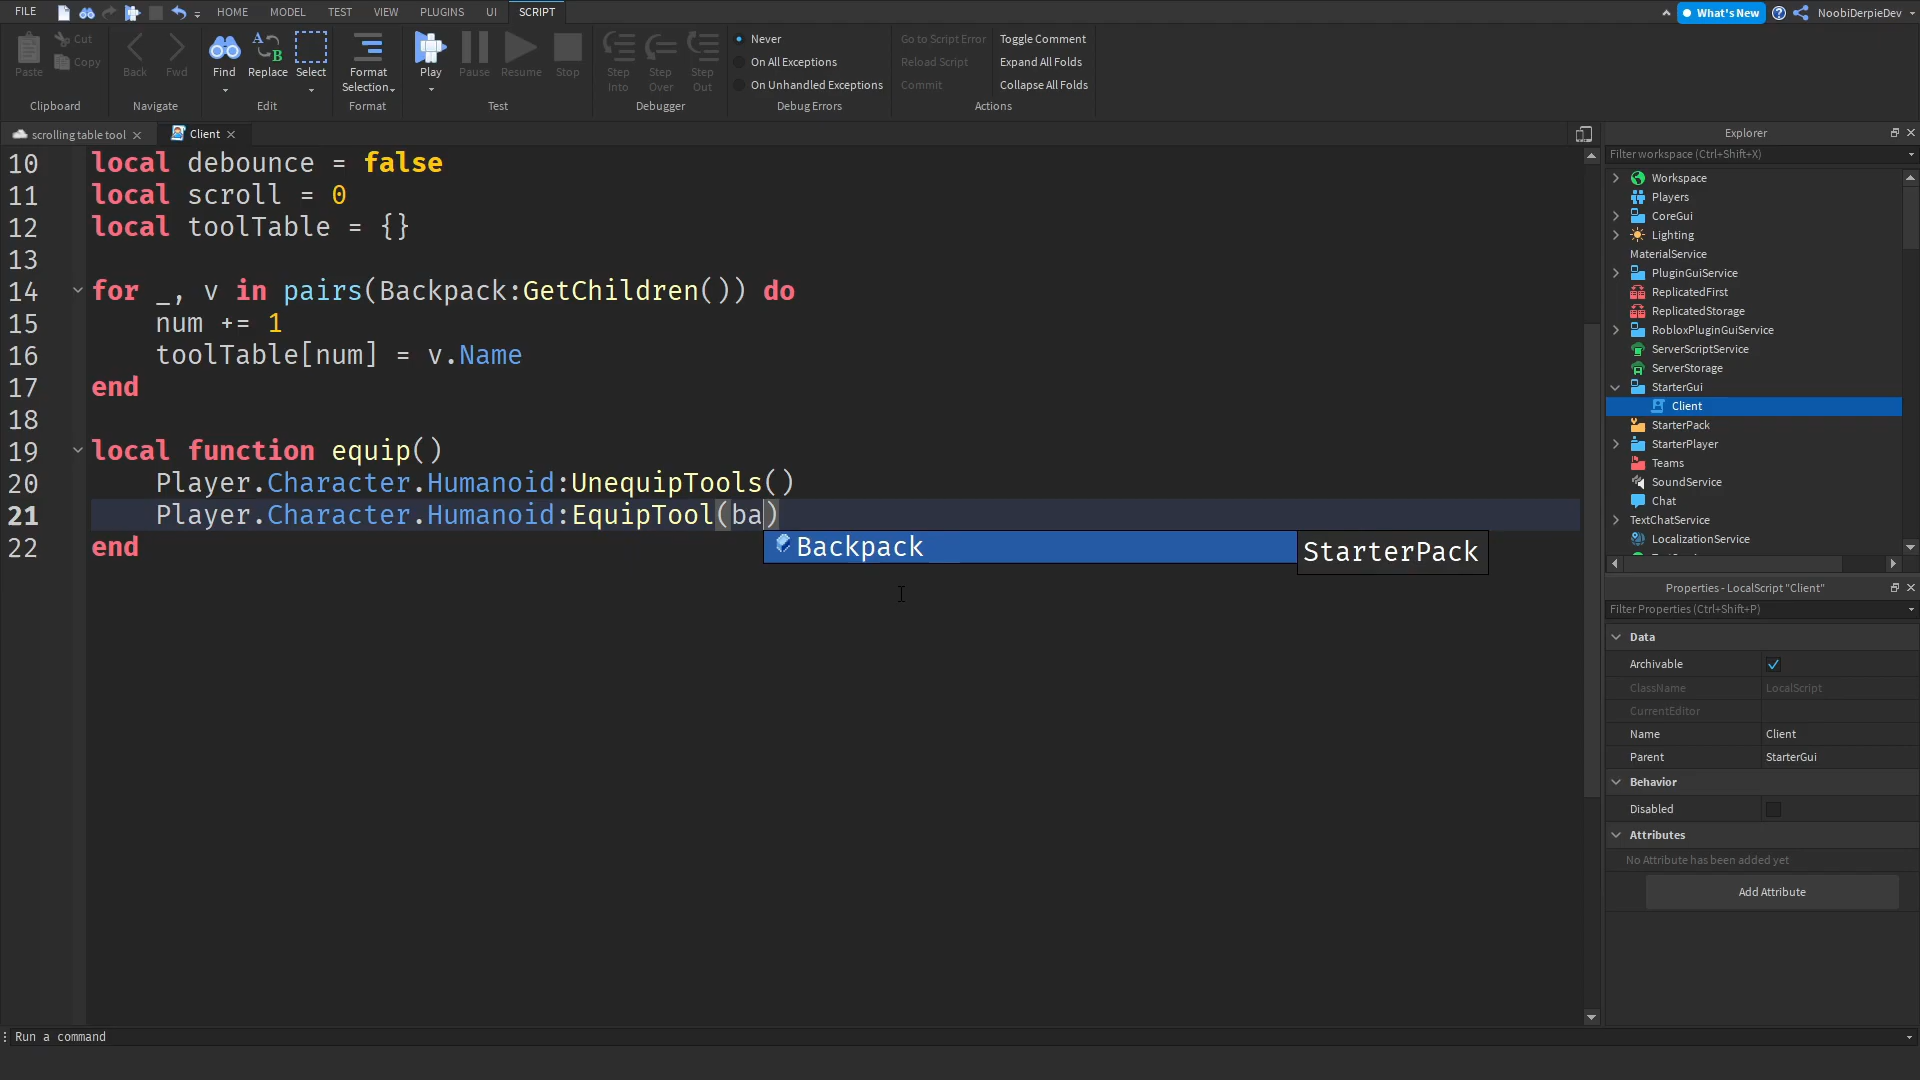 FILE HOME MODEL TEST VIEW PLUGINS UI SCRIPT What's New NoobiDerpieDev
Paste Cut Copy Back Fwd Find Replace Select Format Selection Play Pause Resume Stop Step Into Step Over Step Out
Never
On All Exceptions
On Unhandled Exceptions
Go to Script Error
Reload Script
Commit
Toggle Comment
Expand All Folds
Collapse All Folds
Clipboard Navigate Edit Format Test Debugger Debug Errors Actions
scrolling table tool Client
10 local debounce = false
11 local scroll = 0
12 local toolTable = {}
13
14 for _, v in pairs(Backpack:GetChildren()) do
15 num += 1
16 toolTable[num] = v.Name
17 end
18
19 local function equip()
20 Player.Character.Humanoid:UnequipTools()
21 Player.Character.Humanoid:EquipTool(ba)
22 end
Backpack StarterPack
Explorer
Filter workspace (Ctrl+Shift+X)
Workspace
Players
CoreGui
Lighting
MaterialService
PluginGuiService
ReplicatedFirst
ReplicatedStorage
RobloxPluginGuiService
ServerScriptService
ServerStorage
StarterGui
Client
StarterPack
StarterPlayer
Teams
SoundService
Chat
TextChatService
LocalizationService
Properties - LocalScript "Client"
Filter Properties (Ctrl+Shift+P)
Data
Archivable
ClassName LocalScript
CurrentEditor
Name Client
Parent StarterGui
Behavior
Disabled
Attributes
No Attribute has been added yet
Add Attribute
Run a command